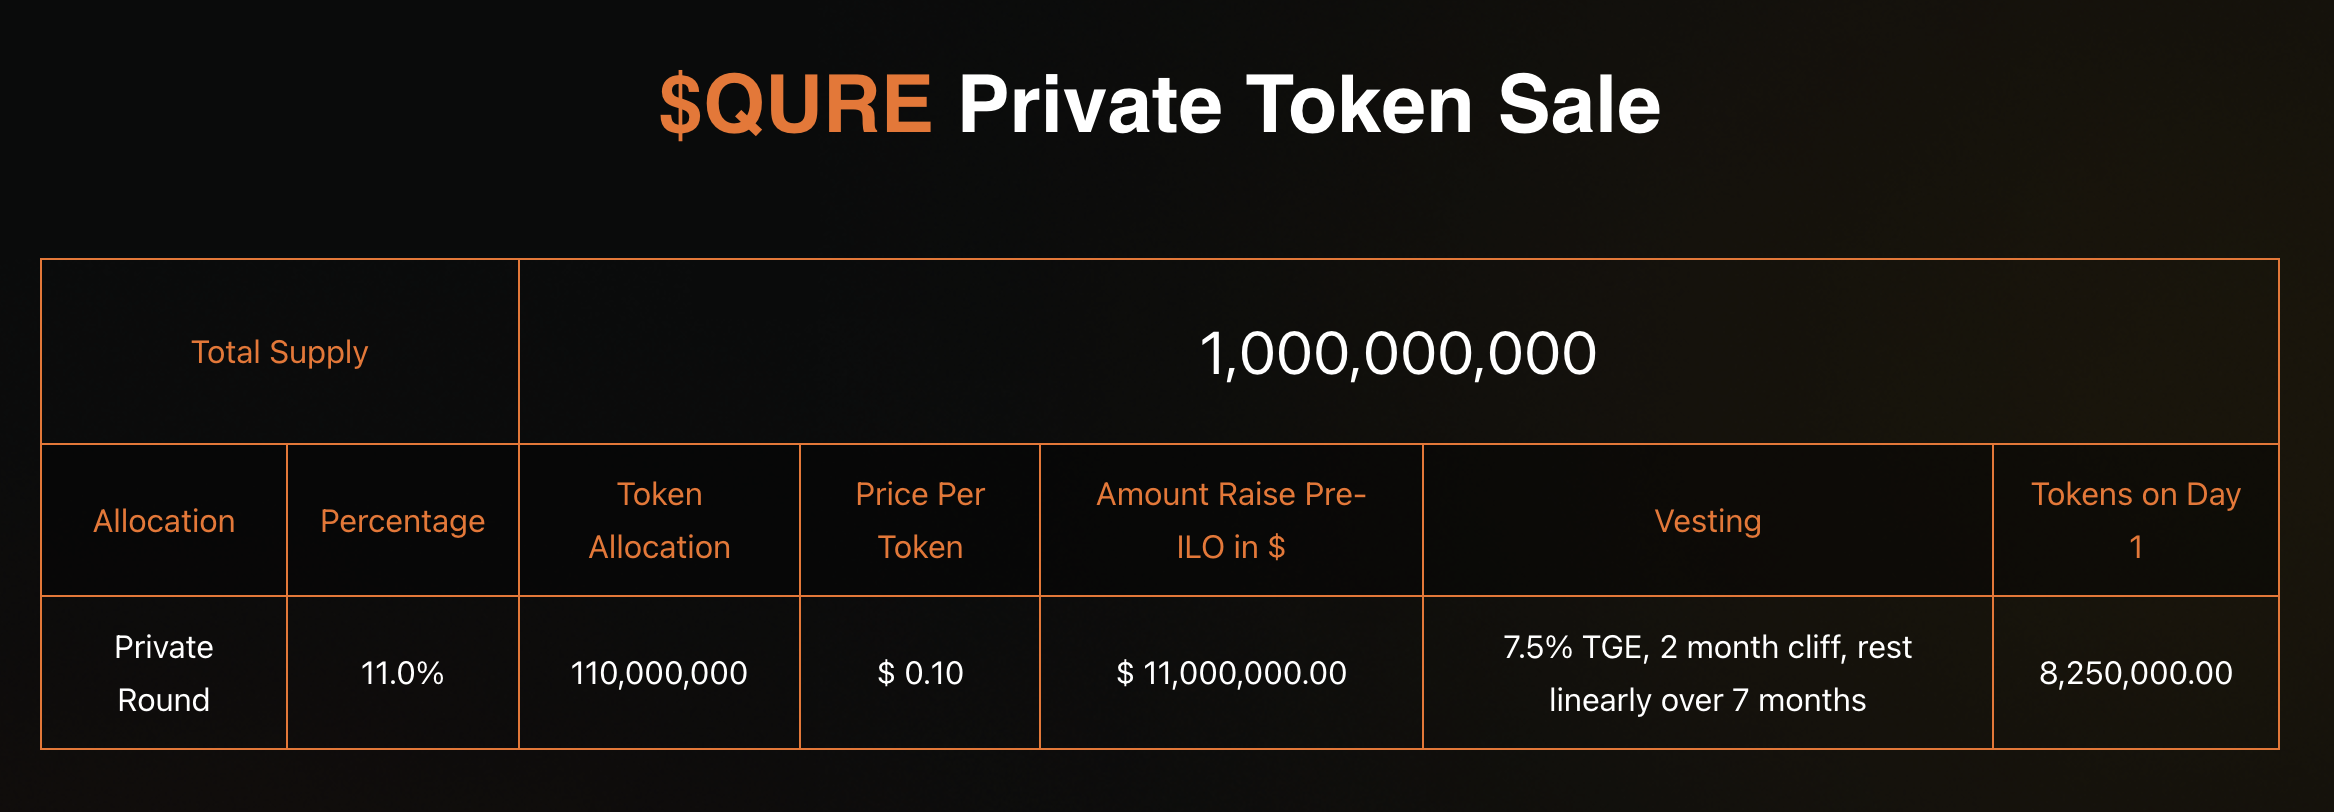 $QURE Private Token Sale
Total Supply
1,000,000,000
Allocation
Percentage
Token
Allocation
Price Per
Token
Amount Raise Pre-
ILO in $
Vesting
Tokens on Day
1
Private
Round
11.0%
110,000,000
$ 0.10
$ 11,000,000.00
7.5% TGE, 2 month cliff, rest
linearly over 7 months
8,250,000.00